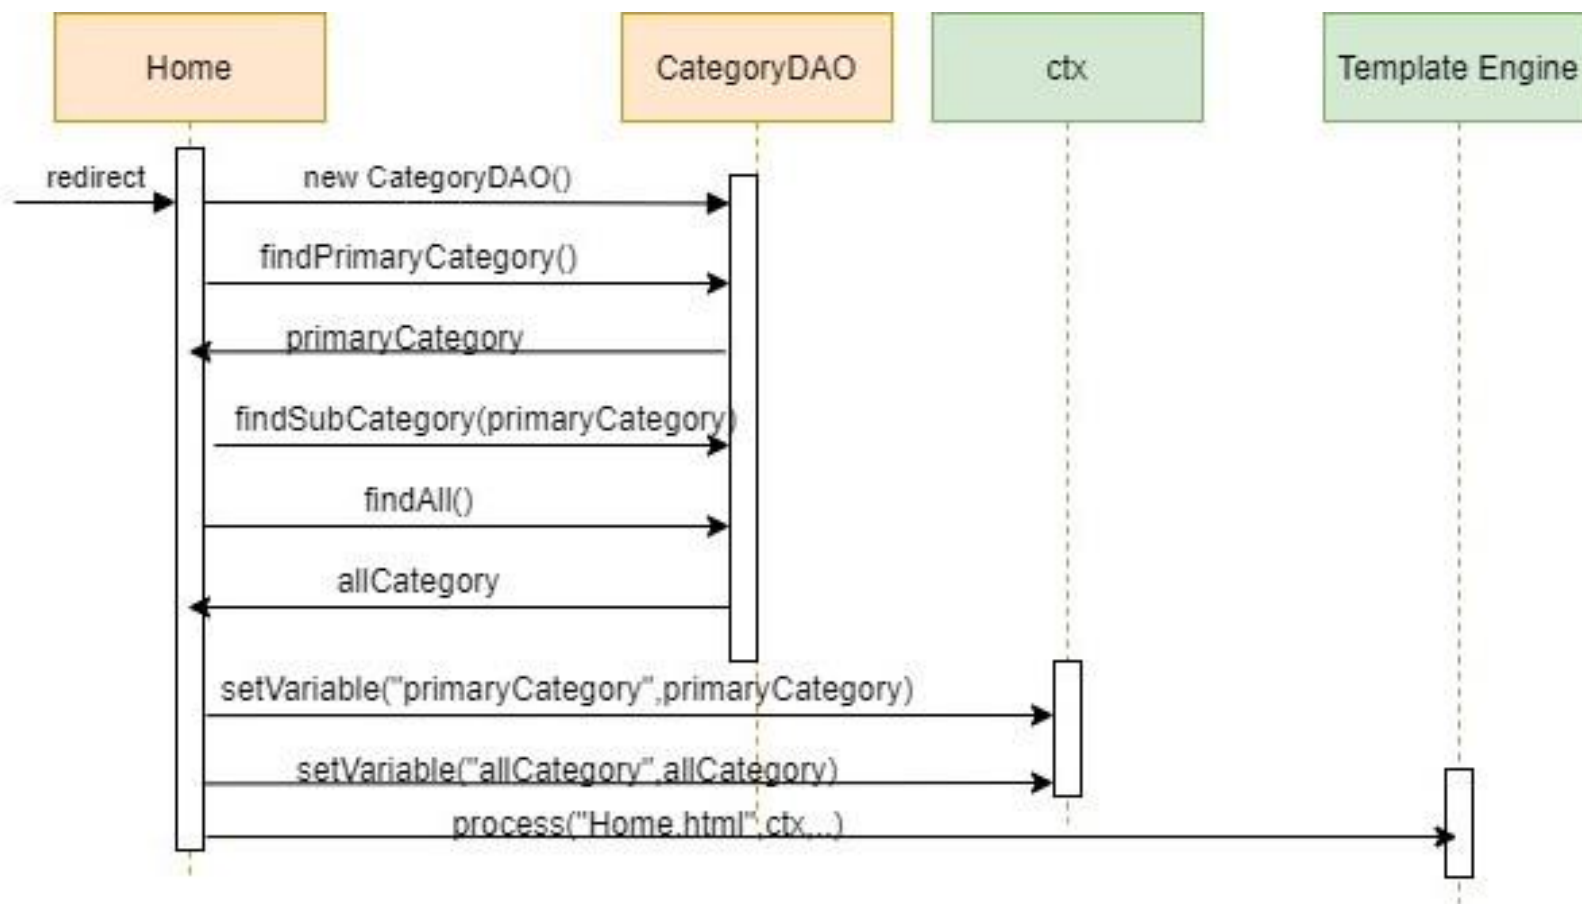 Home
CategoryDAO
ctx
Template Engine
redirect
new CategoryDAO()
findPrimaryCategory()
primaryCategory
findSubCategory(primaryCategory)
findAll()
allCategory
setVariable("primaryCategory",primaryCategory)
setVariable("allCategory",allCategory)
process("Home.html",ctx,..)